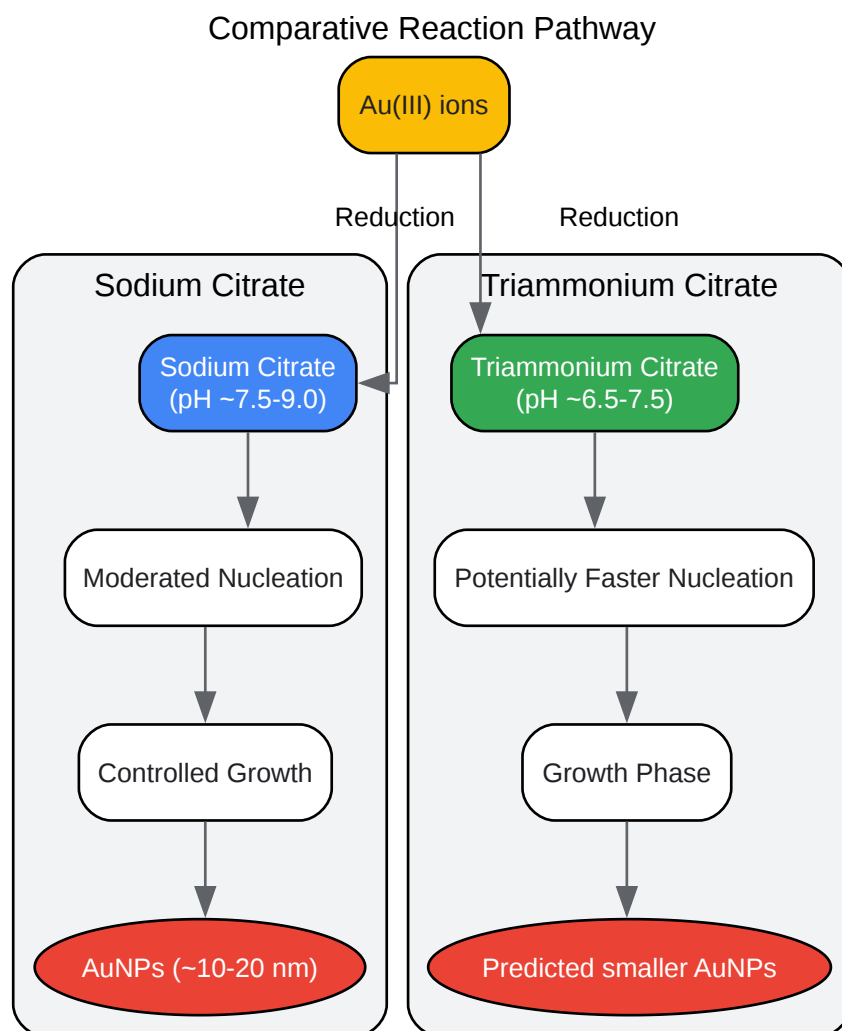 Comparative Reaction Pathway
Au(III) ions
Reduction
Reduction
Sodium Citrate
Sodium Citrate
(pH ~7.5-9.0)
Moderated Nucleation
Controlled Growth
AuNPs (~10-20 nm)
Triammonium Citrate
Triammonium Citrate
(pH ~6.5-7.5)
Potentially Faster Nucleation
Growth Phase
Predicted smaller AuNPs